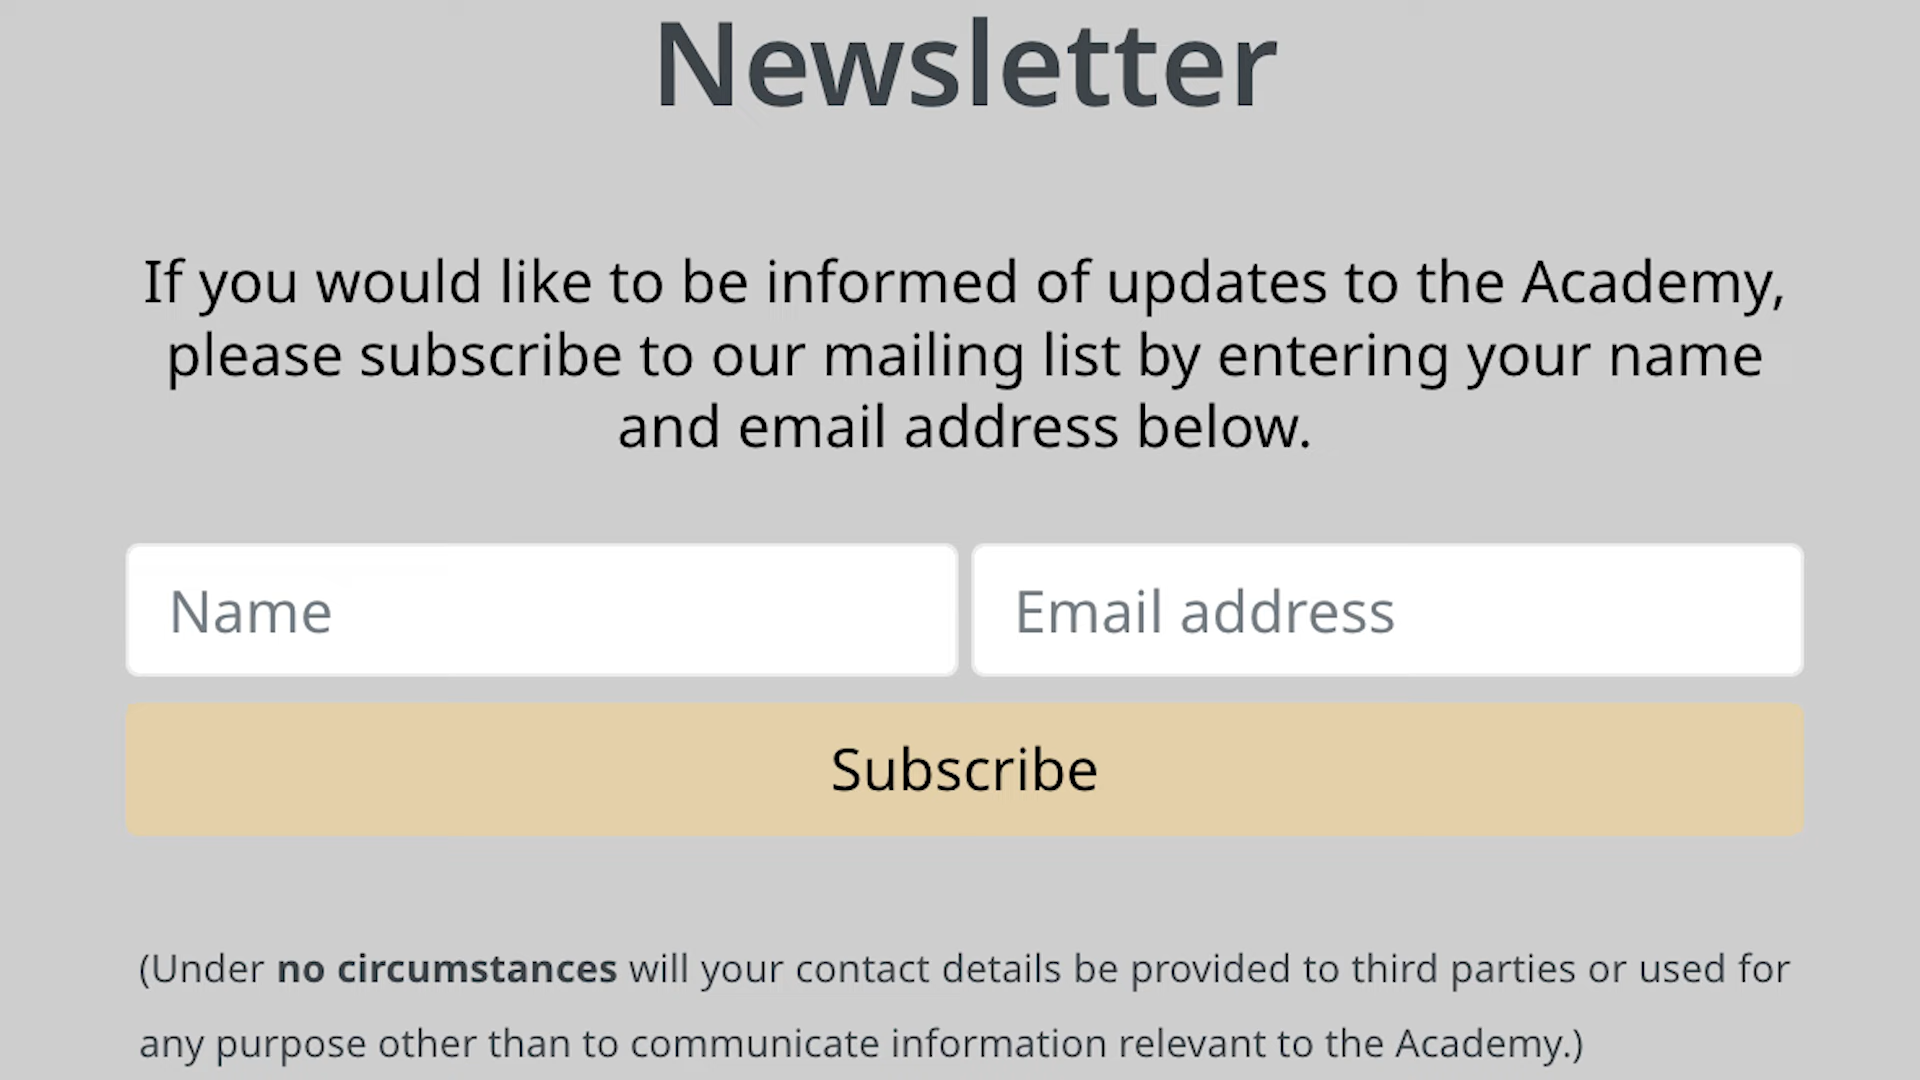 Newsletter
If you would like to be informed of updates to the Academy,
please subscribe to our mailing list by entering your name
and email address below.
Name
Email address
Subscribe
(Under no circumstances will your contact details be provided to third parties or used for
any purpose other than to communicate information relevant to the Academy.)